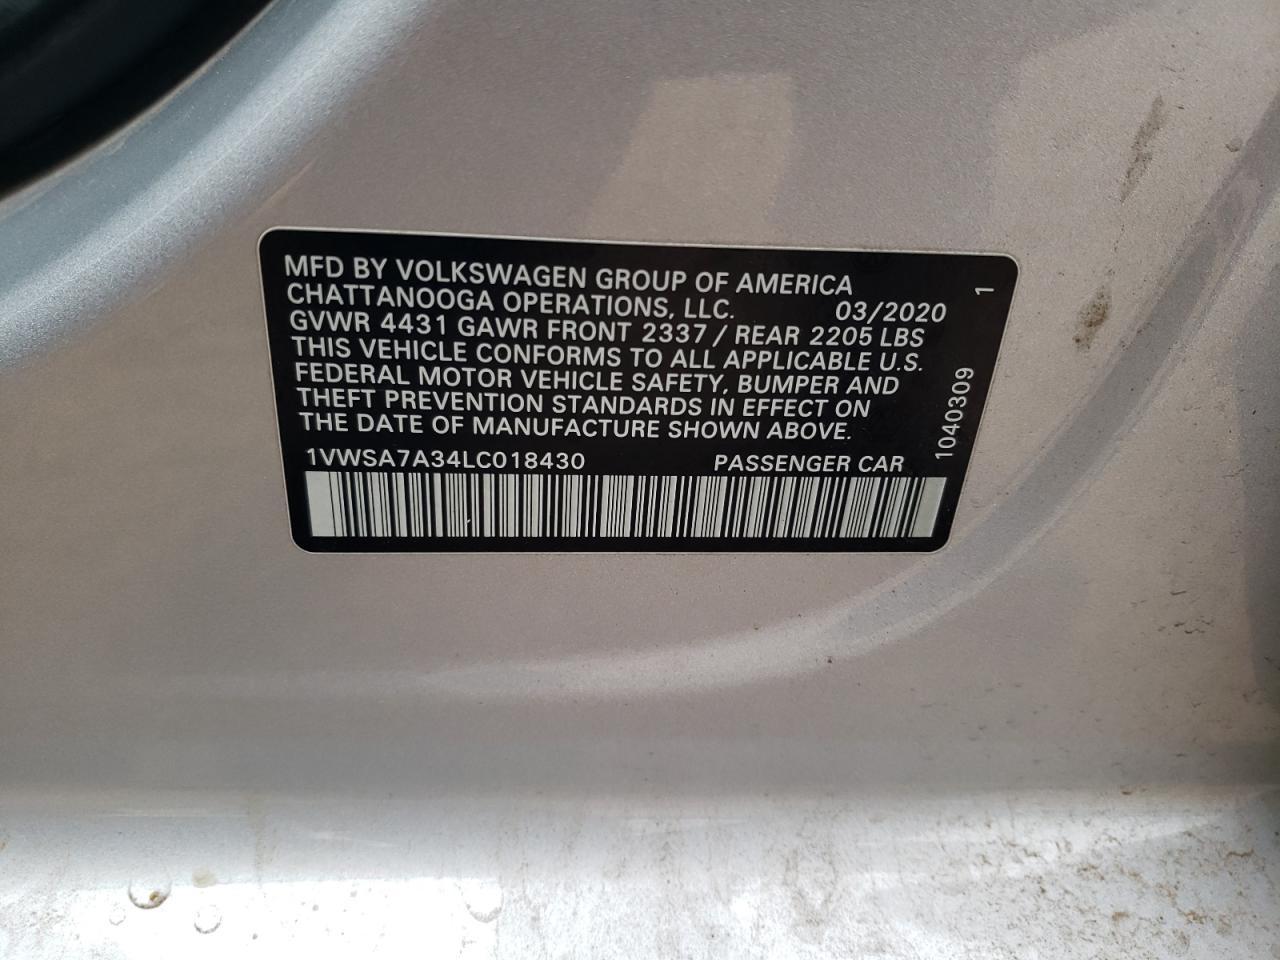 MFD BY VOLKSWAGEN GROUP OF AMERICA
CHATTANOOGA OPERATIONS, LLC. 03/2020
GVWR 4431 GAWR FRONT 2337 / REAR 2205 LBS
THIS VEHICLE CONFORMS TO ALL APPLICABLE U.S.
FEDERAL MOTOR VEHICLE SAFETY, BUMPER AND
THEFT PREVENTION STANDARDS IN EFFECT ON
THE DATE OF MANUFACTURE SHOWN ABOVE.
1VWSA7A34LC018430 PASSENGER CAR
1040309 1